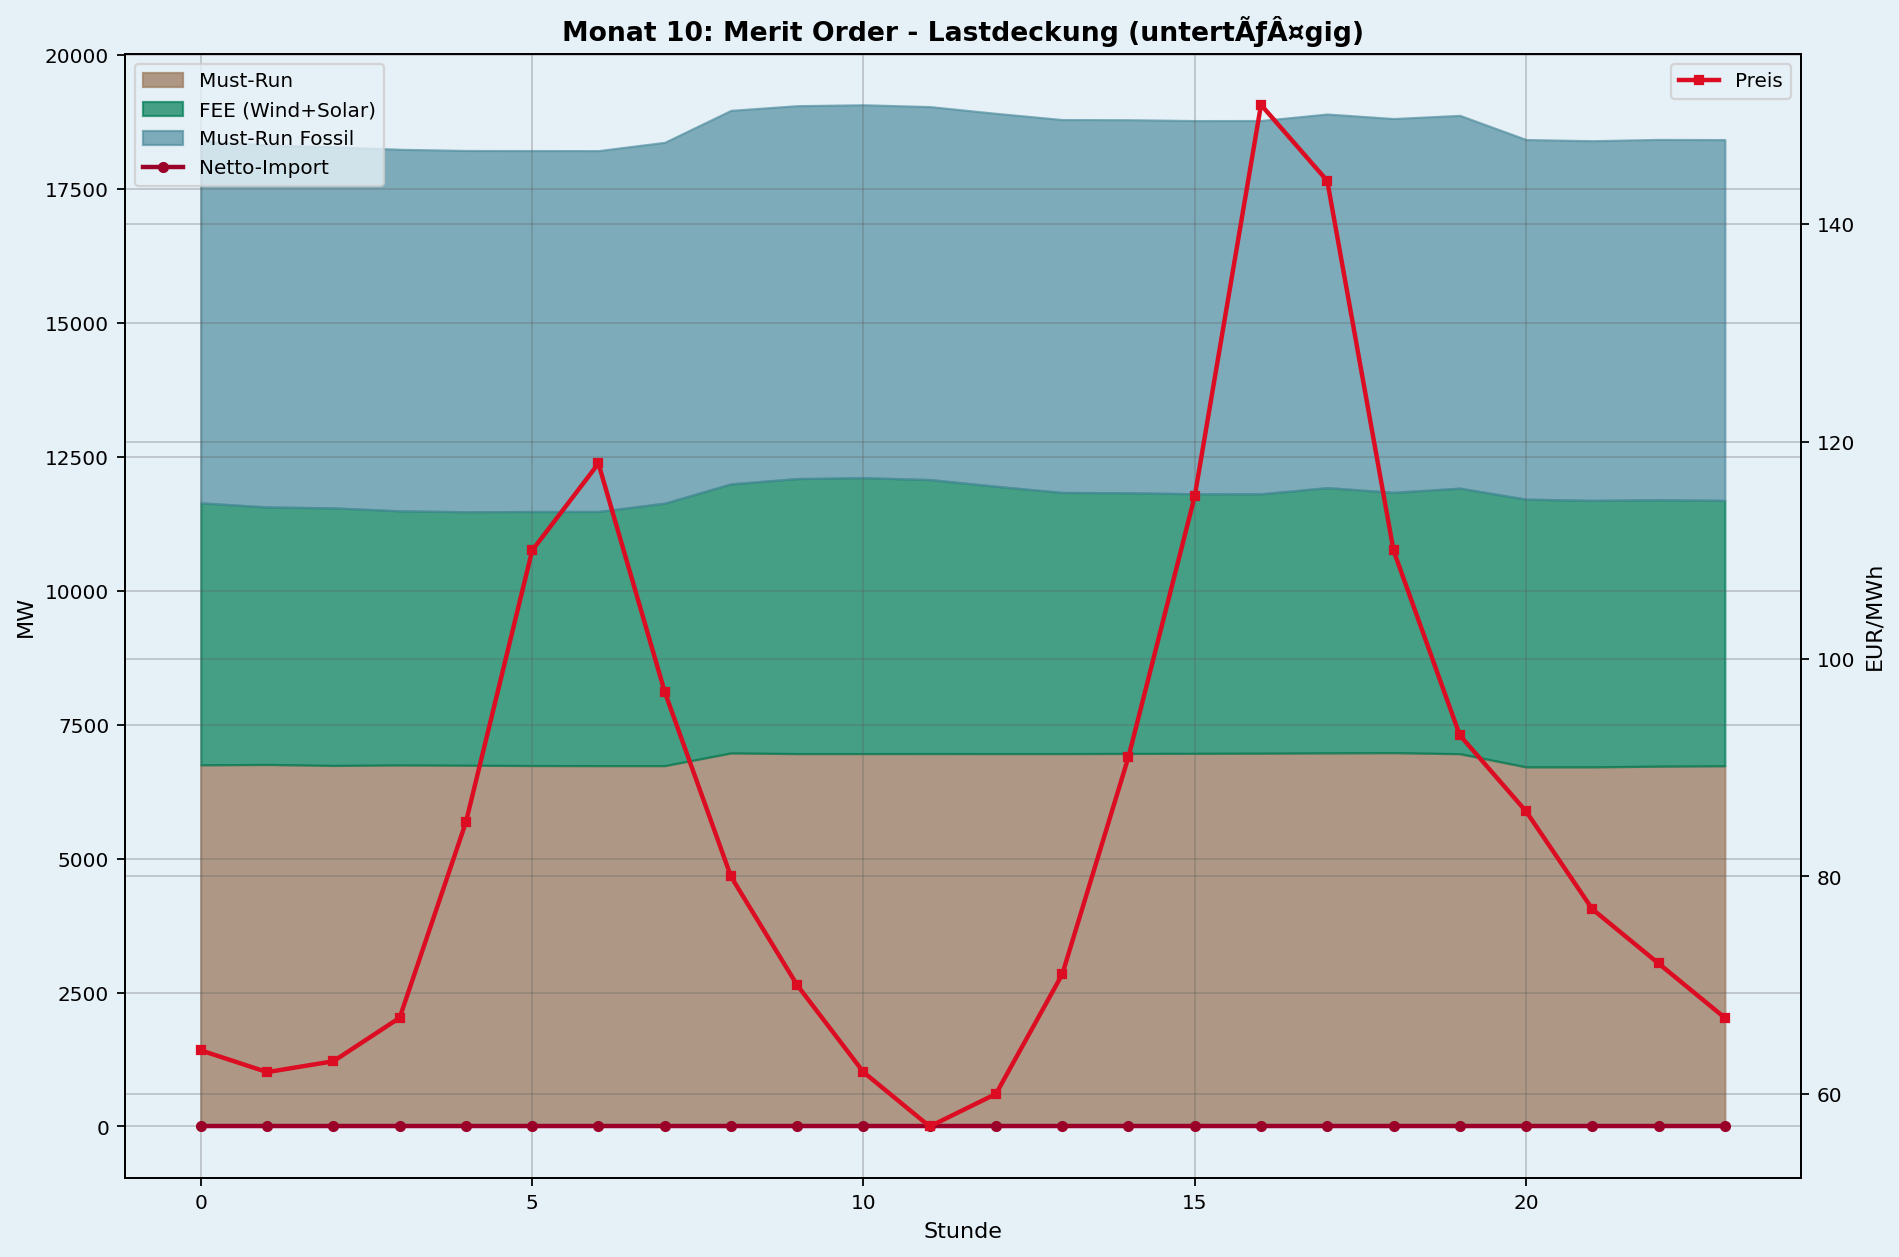 Monat 10: Merit Order - Lastdeckung (untertÃƒÂ¤gig)
20000
17500
15000
12500
10000
7500
5000
2500
0
MW
Must-Run
FEE (Wind+Solar)
Must-Run Fossil
Netto-Import
Preis
140
120
100
80
60
EUR/MWh
0
5
10
15
20
Stunde